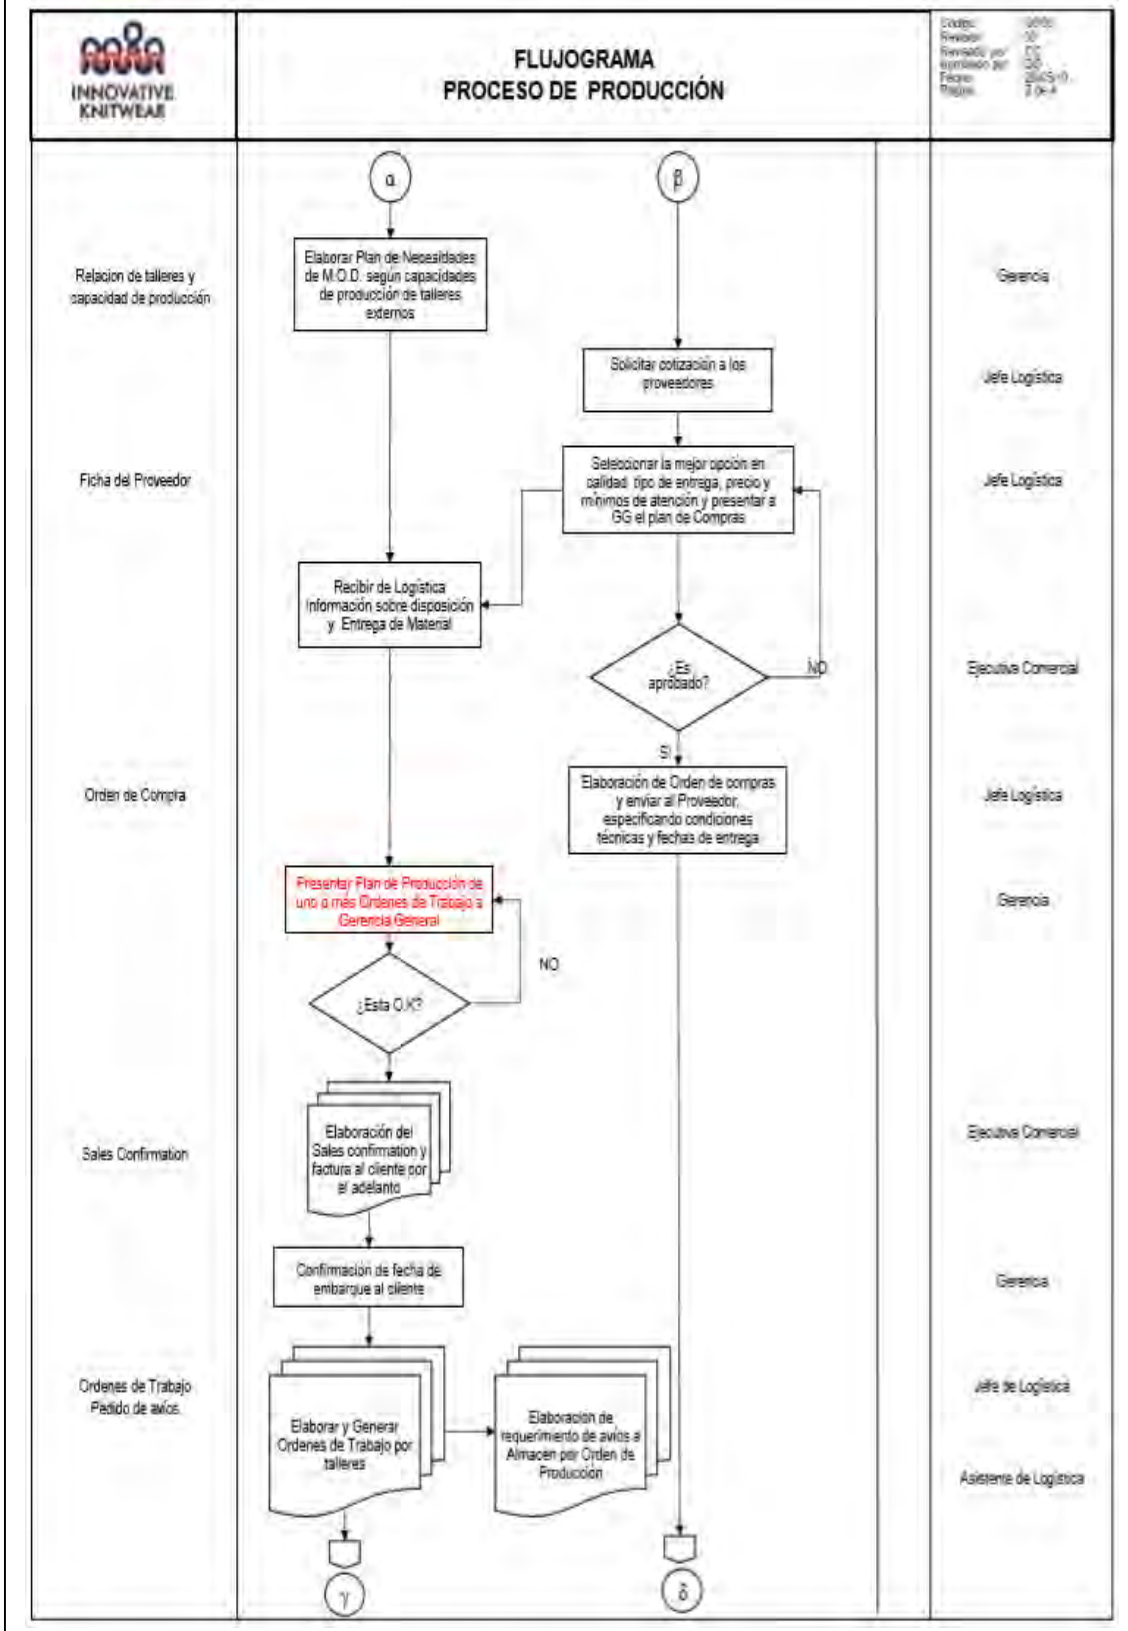 INNOVATIVE
KNITWEAR
FLUJOGRAMA
PROCESO DE PRODUCCIÓN
α
β
Relacion de talleres y
capacidad de producción
Elaborar Plan de Necesidades
de M.O.D. según capacidades
de producción de talleres
externos
Gerencia
Solicitar cotización a los
proveedores
Jefe Logística
Ficha del Proveedor
Seleccionar la mejor opción en
calidad tipo de entrega, precio y
mínimos de atención y presentar a
GG el plan de Compras
Jefe Logística
Recibir de Logística
Información sobre disposición
y Entrega de Material
¿Es
aprobado?
NO
Ejecutiva Comercial
SI
Orden de Compra
Elaboración de Orden de compras
y enviar al Proveedor,
especificando condiciones
técnicas y fechas de entrega
Jefe Logística
Presentar Plan de Producción de
uno o más Ordenes de Trabajo a
Gerencia General
Gerencia
NO
¿Esta O.K?
Sales Confirmation
Elaboración del
Sales confirmation y
factura al cliente por
el adelanto
Ejecutiva Comercial
Confirmación de fecha de
embarque al cliente
Gerencia
Ordenes de Trabajo
Pedido de avíos
Elaborar y Generar
Ordenes de Trabajo por
talleres
Elaboración de
requerimiento de avíos a
Almacen por Orden de
Producción
Jefe de Logística
Asistente de Logística
γ
δ